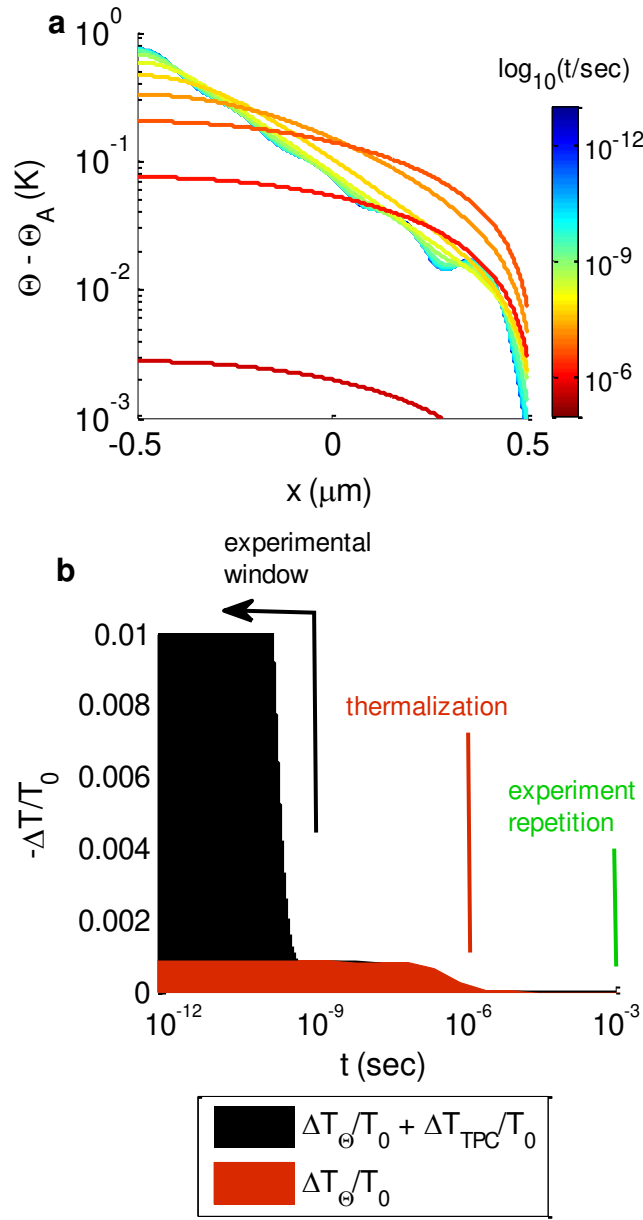 a
10^0
10^-1
10^-2
10^-3
Θ - Θ_A (K)
-0.5
0
0.5
x (μm)
log_10(t/sec)
10^-12
10^-9
10^-6
b
experimental
window
thermalization
experiment
repetition
0.01
0.008
0.006
0.004
0.002
0
-ΔT/T_0
10^-12
10^-9
10^-6
10^-3
t (sec)
ΔT_Θ/T_0 + ΔT_TPC/T_0
ΔT_Θ/T_0